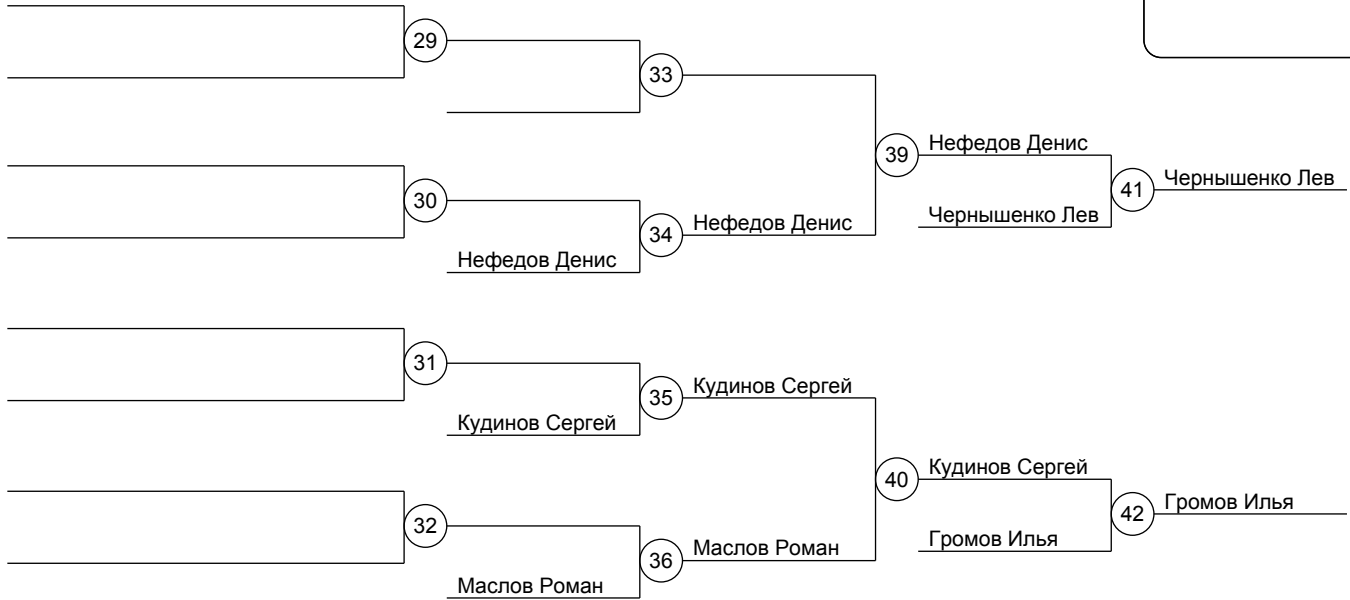 29
33
Нефедов Денис
39
Чернышенко Лев
41
30
Чернышенко Лев
Нефедов Денис
34
Нефедов Денис
31
Кудинов Сергей
35
Кудинов Сергей
Кудинов Сергей
40
Громов Илья
42
32
Маслов Роман
Громов Илья
36
Маслов Роман